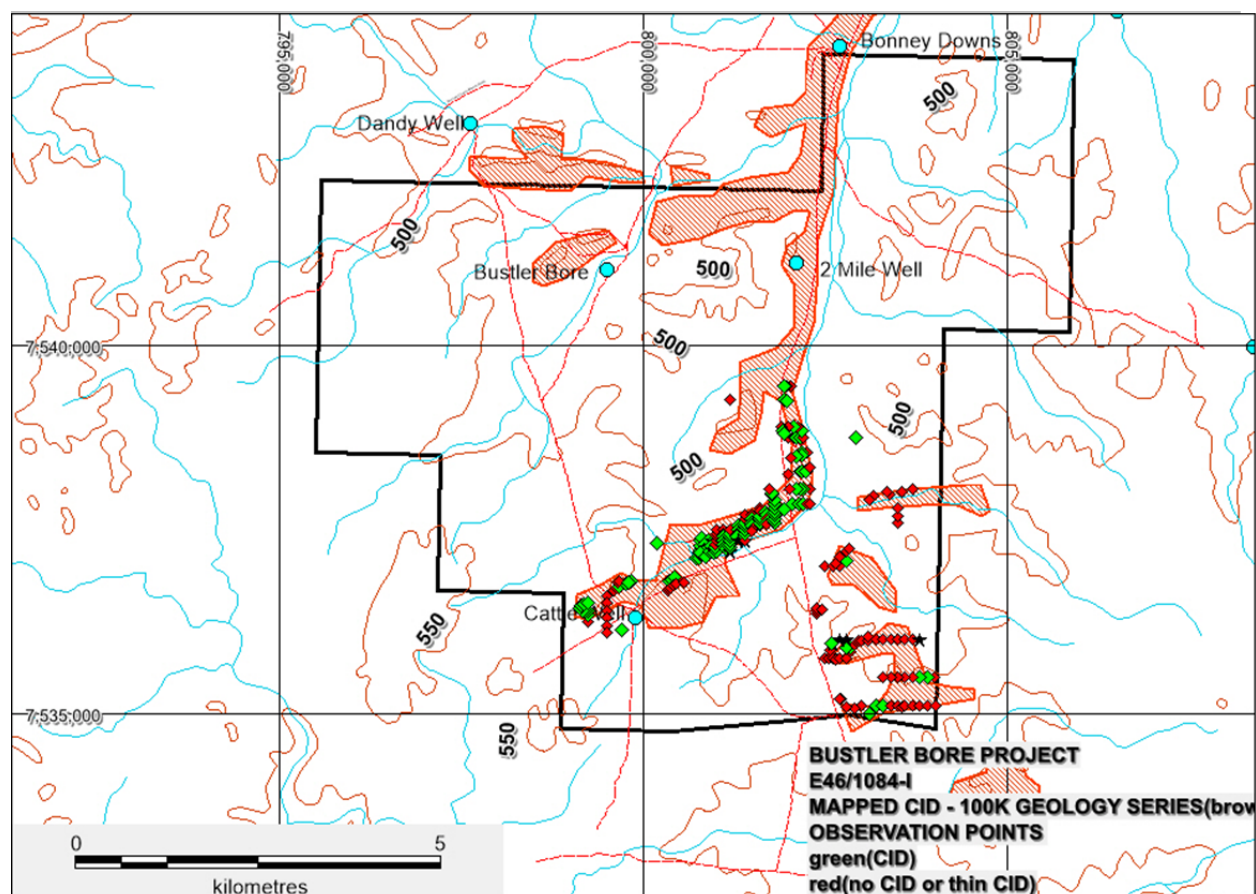 795,000
800,000
805,000
Bonney Downs
500
Dandy Well
500
500
Bustler Bore
2 Mile Well
500
7,540,000
500
500
Cattle Well
550
7,535,000
550
BUSTLER BORE PROJECT
E46/1084-I
MAPPED CID - 100K GEOLOGY SERIES(brow
OBSERVATION POINTS
green(CID)
red(no CID or thin CID)
0 5
kilometres